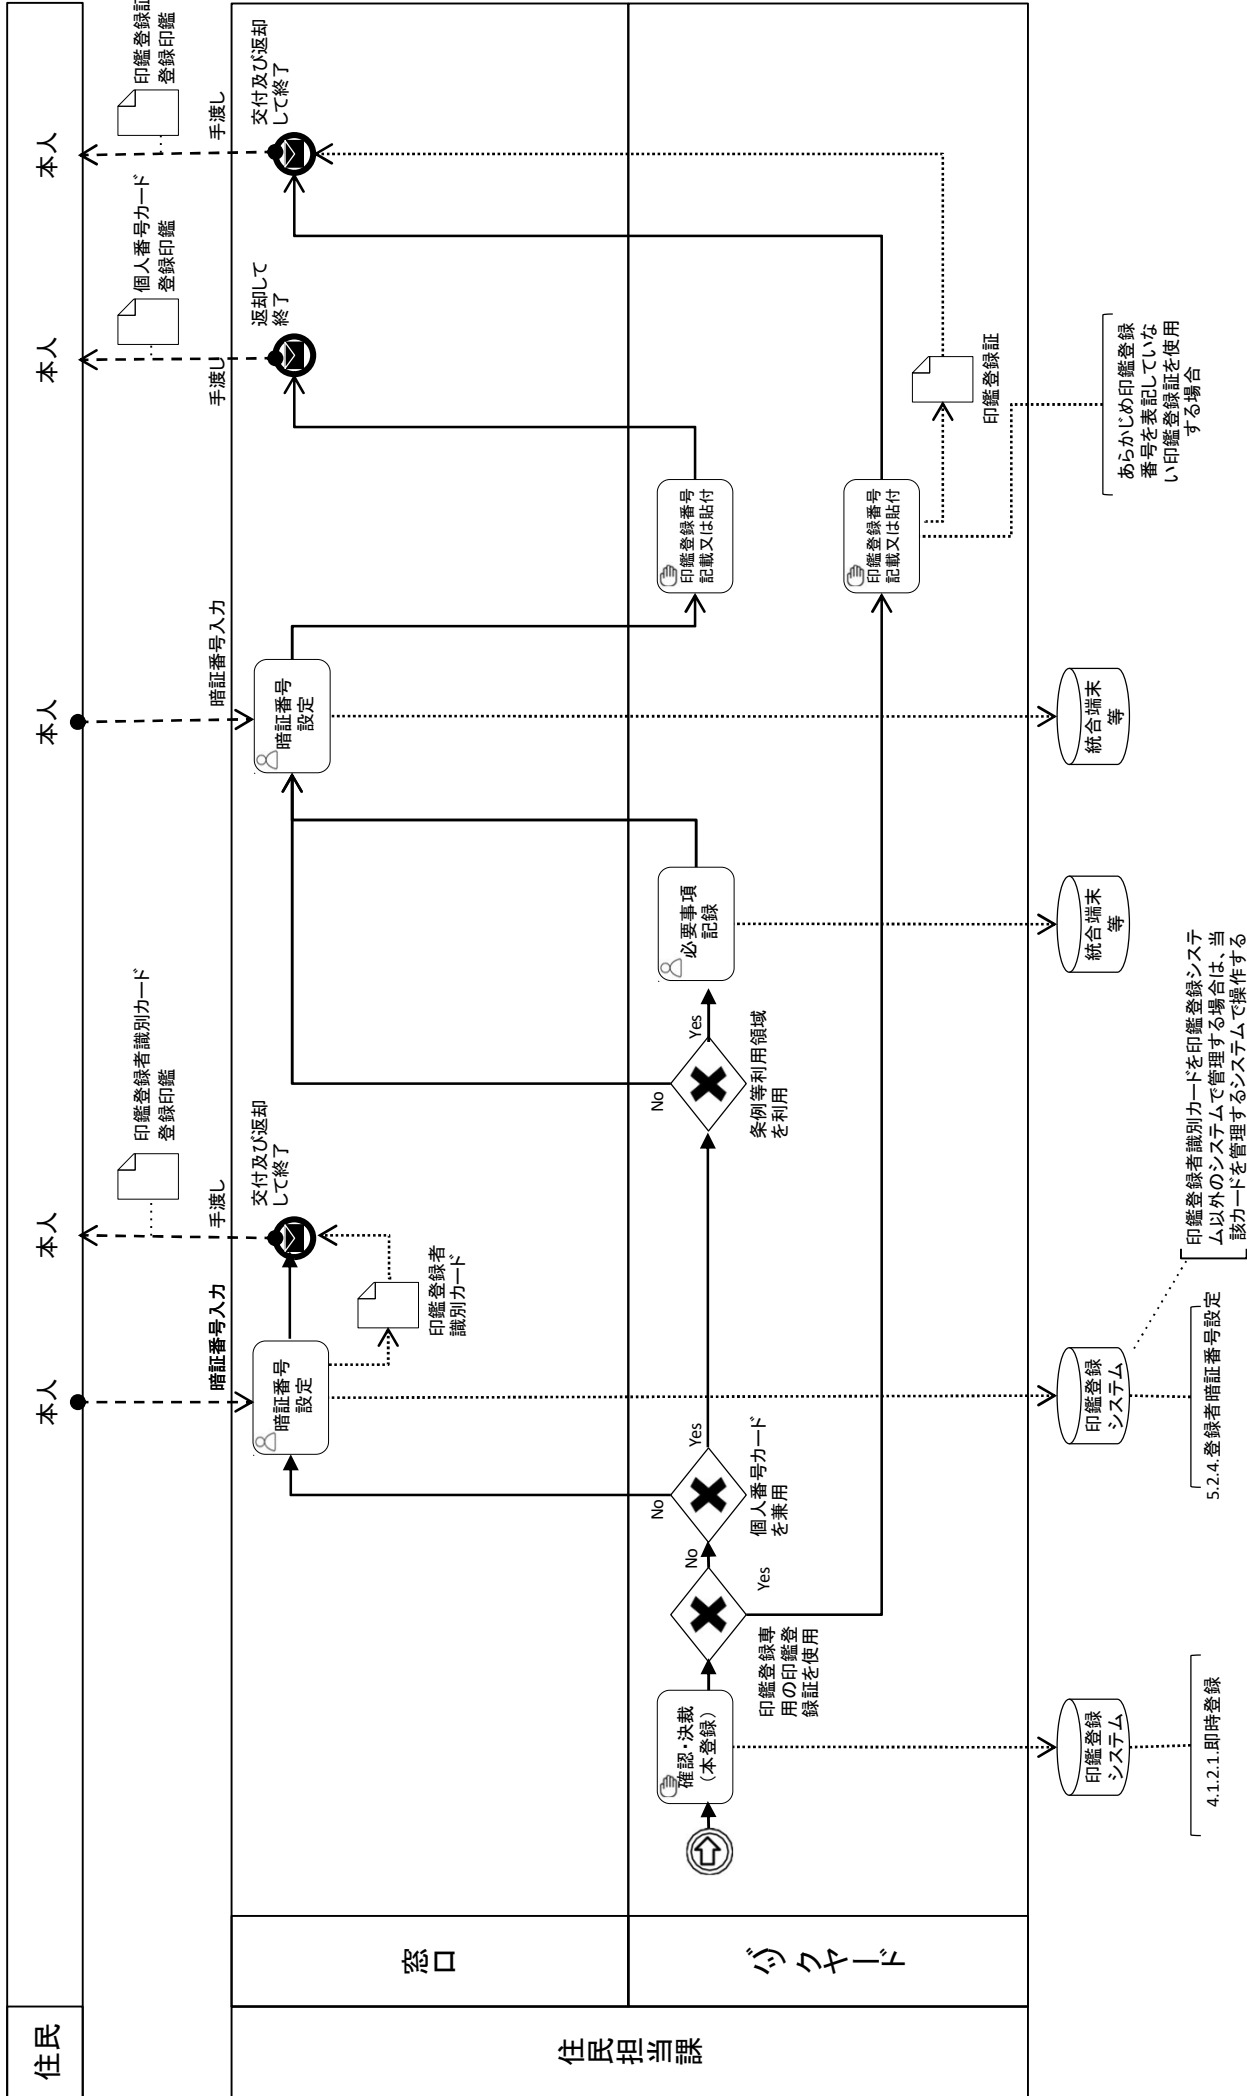 住民
本人
本人
本人
本人
本人
印鑑登録者識別カード
登録印鑑
個人番号カード
登録印鑑
印鑑登録証
登録印鑑
暗証番号入力
手渡し
暗証番号入力
手渡し
手渡し
住民担当課
窓口
暗証番号
設定
交付及び返却
して終了
印鑑登録者
識別カード
暗証番号
設定
返却して
終了
交付及び返却
して終了
バックヤード
確認・決裁
（本登録）
印鑑登録専
用の印鑑登
録証を使用
No
Yes
個人番号カード
を兼用
No
Yes
条例等利用領域
を利用
No
Yes
必要事項
記録
印鑑登録番号
記載又は貼付
印鑑登録番号
記載又は貼付
印鑑登録証
印鑑登録
システム
4.1.2.1.即時登録
印鑑登録
システム
5.2.4.登録者暗証番号設定
印鑑登録者識別カードを印鑑登録システ
ム以外のシステムで管理する場合は、当
該カードを管理するシステムで操作する
統合端末
等
統合端末
等
あらかじめ印鑑登録
番号を表記していな
い印鑑登録証を使用
する場合